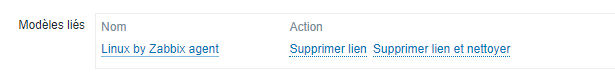 Modèles liés
Nom Action
Linux by Zabbix agent Supprimer lien Supprimer lien et nettoyer